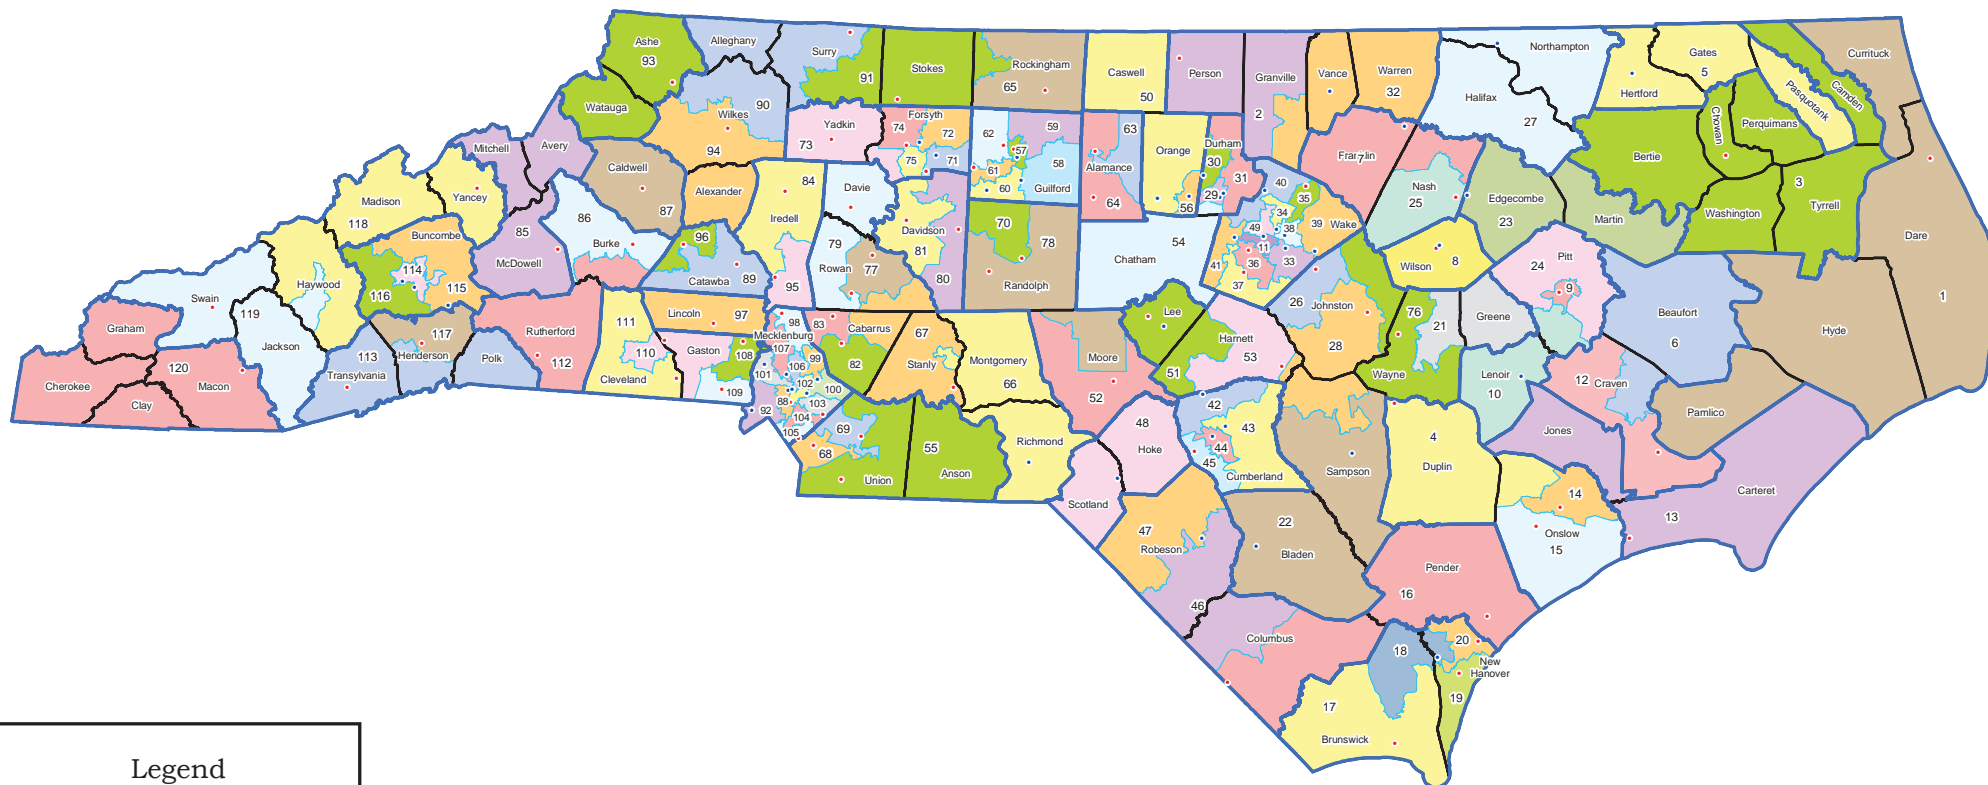 Ashe
93
Alleghany
Surry
91
Stokes
Rockingham
65
Caswell
50
Person
Granville
2
Vance
Warren
32
Northampton
Halifax
27
Gates
5
Hertford
Pasquotank
Camden
Currituck
Chowan
Perquimans
Watauga
Wilkes
90
94
Yadkin
73
Forsyth
74
72
75
71
62
59
57
58
61
60
Guilford
Alamance
63
64
Orange
56
Durham
30
31
29
Franklin
7
Nash
25
Edgecombe
23
Martin
Bertie
Washington
3
Tyrrell
Dare
1
Mitchell
Avery
Caldwell
87
Alexander
84
Iredell
95
Davie
Davidson
81
80
70
78
Randolph
54
Chatham
40
35
34
39
Wake
49
38
11
33
36
41
37
Wilson
8
24
Pitt
9
Beaufort
6
Hyde
Madison
118
Yancey
Buncombe
114
115
116
85
McDowell
86
Burke
96
Catawba
89
79
Rowan
77
Haywood
Swain
119
Jackson
Graham
Cherokee
120
Macon
Clay
113
Transylvania
117
Henderson
Polk
Rutherford
112
111
110
Cleveland
Lincoln
97
Gaston
108
109
Mecklenburg
98
107
99
106
101
102
100
88
103
92
104
105
83
Cabarrus
82
67
Stanly
Montgomery
66
Moore
52
Lee
51
Harnett
53
26
Johnston
28
76
21
Wayne
Greene
Lenoir
10
12
Craven
Pamlico
Jones
Carteret
13
69
68
Union
55
Anson
Richmond
Scotland
48
Hoke
42
43
44
45
Cumberland
Sampson
4
Duplin
14
Onslow
15
47
Robeson
46
22
Bladen
Pender
16
Columbus
18
20
New
Hanover
19
17
Brunswick
Legend